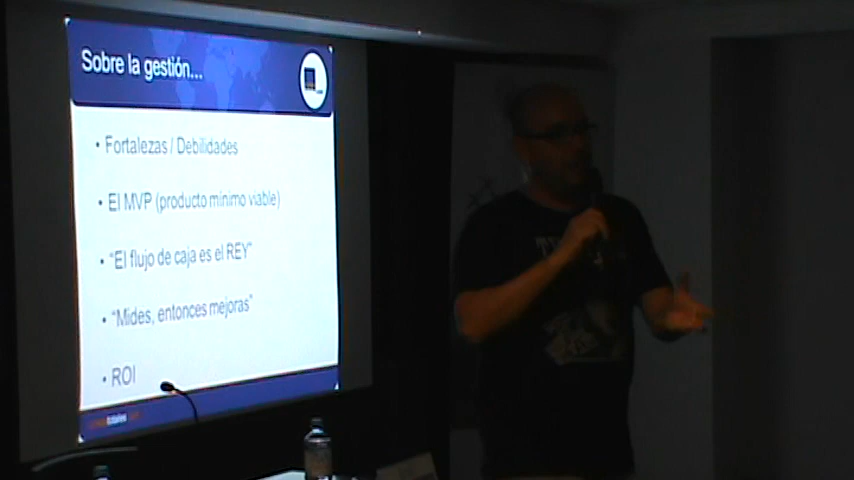 Sobre la gestión...
• Fortalezas / Debilidades
• El MVP (producto mínimo viable)
• "El flujo de caja es el REY"
• "Mides, entonces mejoras"
• ROI